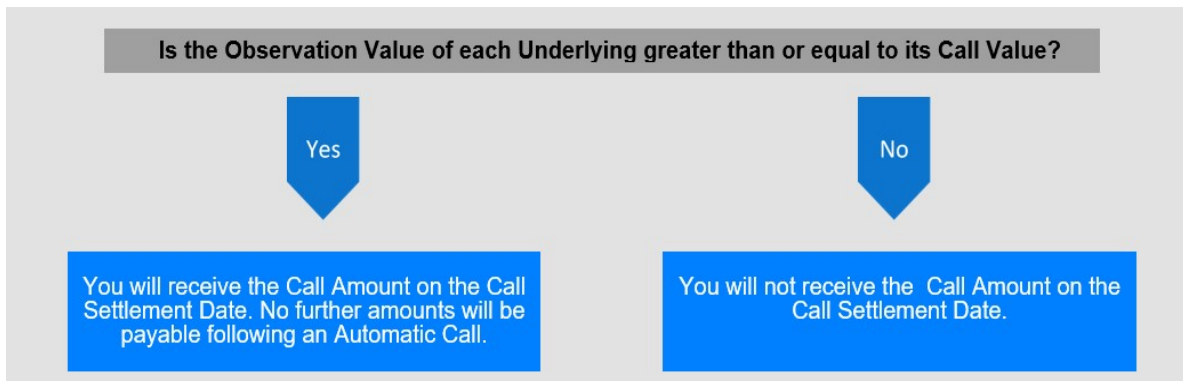 Is the Observation Value of each Underlying greater than or equal to its Call Value?
Yes
No
You will receive the Call Amount on the Call
Settlement Date. No further amounts will be
payable following an Automatic Call.
You will not receive the  Call Amount on the
Call Settlement Date.